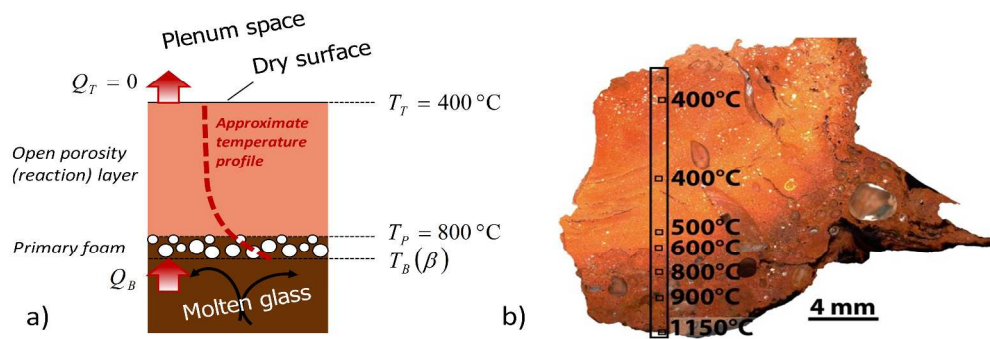 Plenum space
Dry surface
Q_T = 0
T_T = 400 °C
Approximate
temperature
profile
Open porosity
(reaction) layer
T_P = 800 °C
Primary foam
T_B(β)
Q_B
Molten glass
a)
400°C
400°C
500°C
600°C
800°C
900°C
1150°C
4 mm
b)